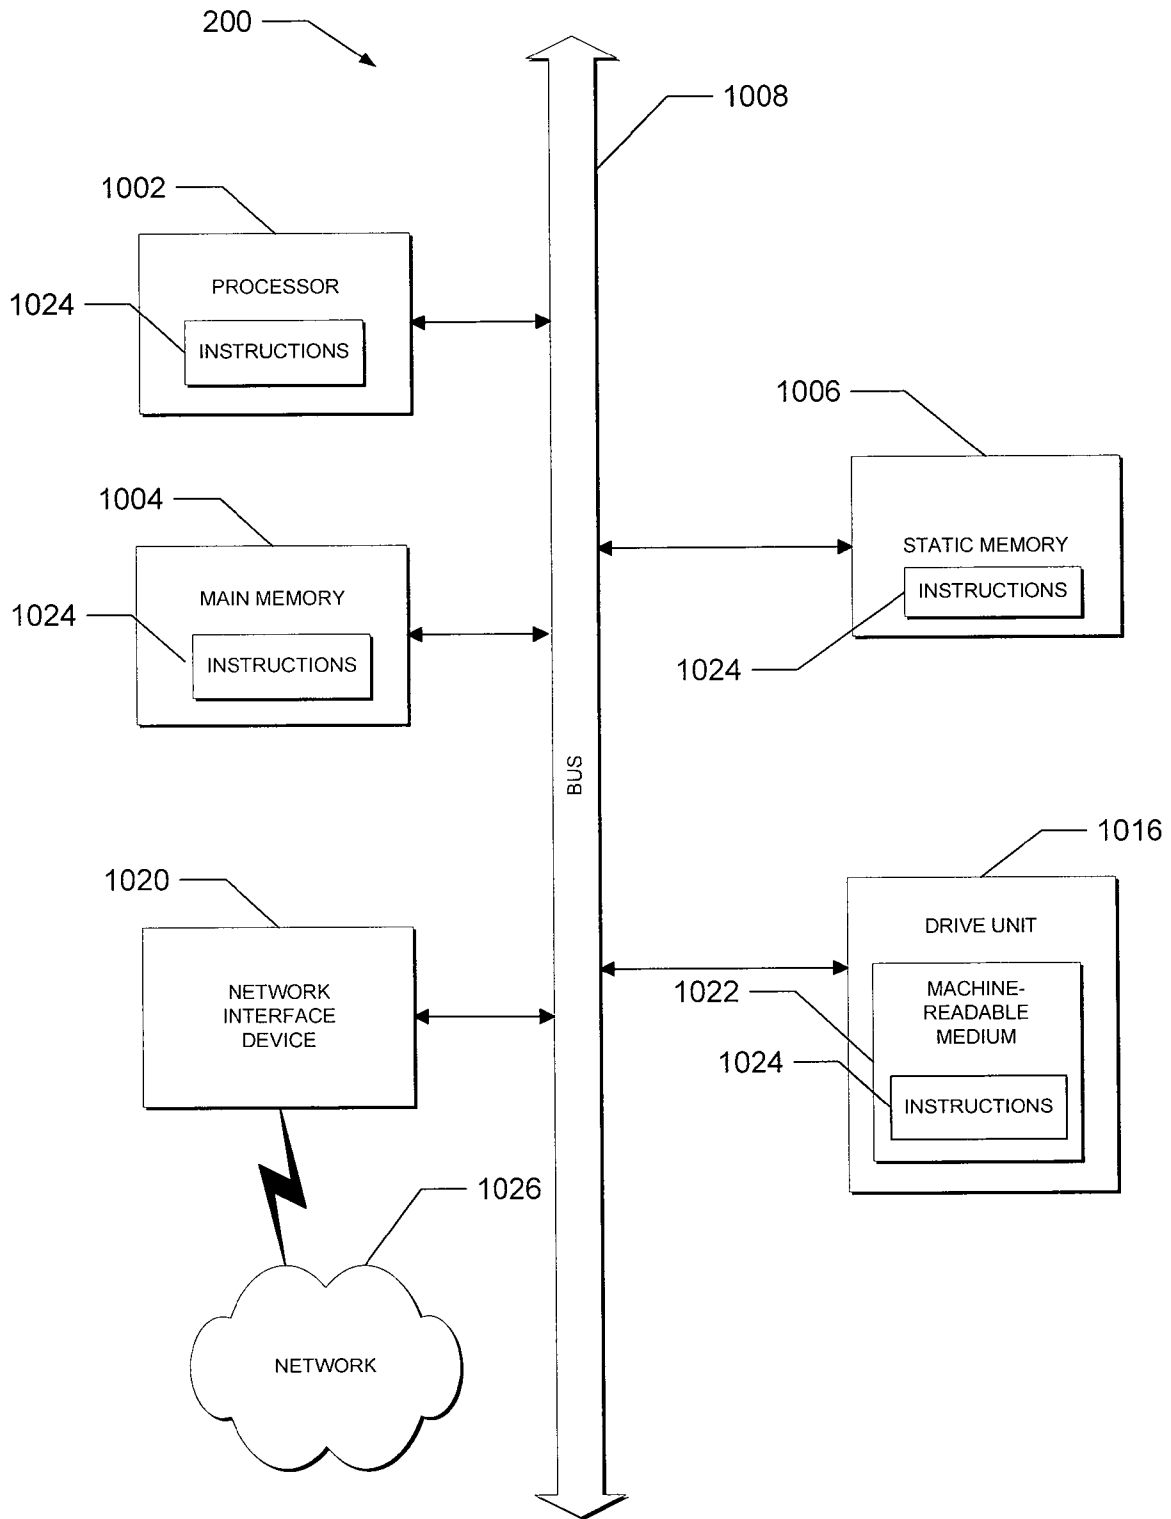 200
1008
1002
PROCESSOR
1024
INSTRUCTIONS
1006
STATIC MEMORY
INSTRUCTIONS
1024
1004
MAIN MEMORY
1024
INSTRUCTIONS
BUS
1016
DRIVE UNIT
1022
MACHINE-
READABLE
MEDIUM
1024
INSTRUCTIONS
1020
NETWORK
INTERFACE
DEVICE
1026
NETWORK